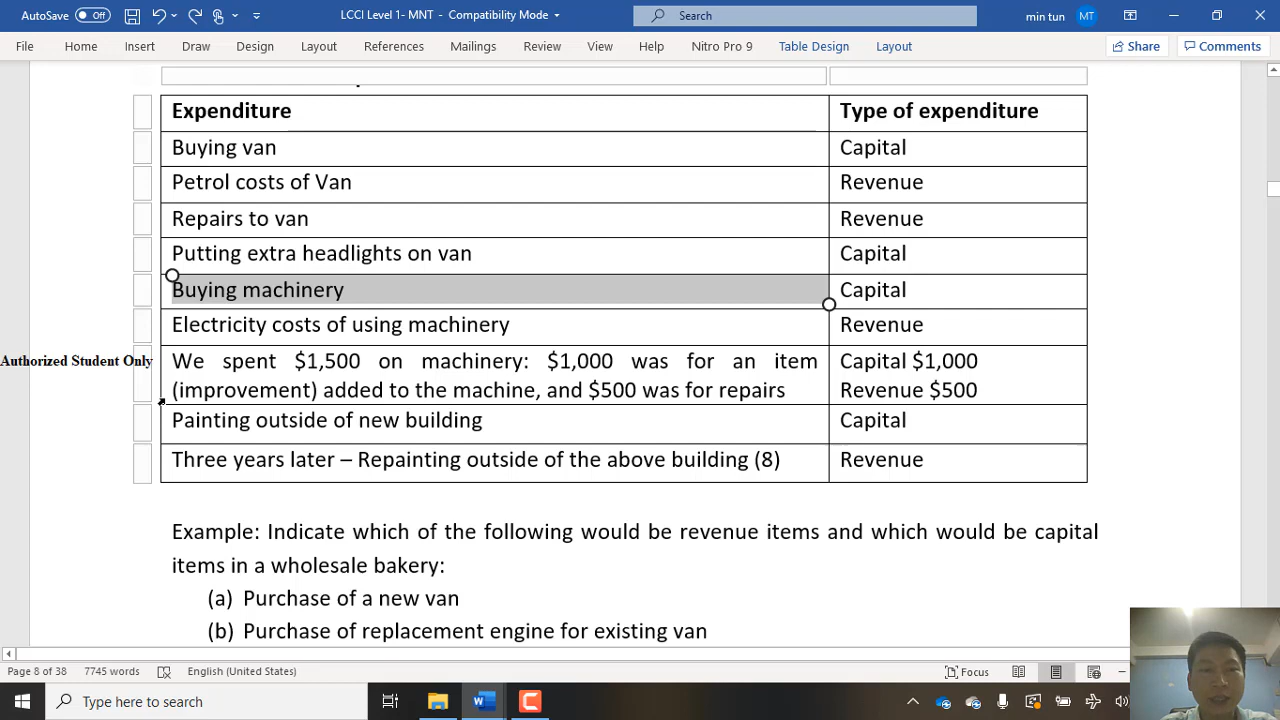 AutoSave Off LCCI Level 1- MNT - Compatibility Mode Search min tun MT
File Home Insert Draw Design Layout References Mailings Review View Help Nitro Pro 9 Table Design Layout Share Comments
Expenditure Type of expenditure
Buying van Capital
Petrol costs of Van Revenue
Repairs to van Revenue
Putting extra headlights on van Capital
Buying machinery Capital
Electricity costs of using machinery Revenue
Authorized Student Only
We spent $1,500 on machinery: $1,000 was for an item Capital $1,000
(improvement) added to the machine, and $500 was for repairs Revenue $500
Painting outside of new building Capital
Three years later – Repainting outside of the above building (8) Revenue
Example: Indicate which of the following would be revenue items and which would be capital
items in a wholesale bakery:
(a) Purchase of a new van
(b) Purchase of replacement engine for existing van
Page 8 of 38 7745 words English (United States) Focus
Type here to search